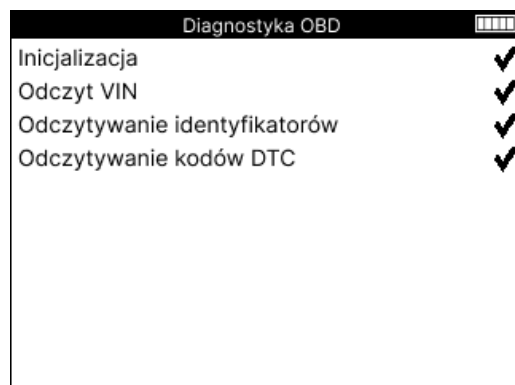 Diagnostyka OBD
Inicjalizacja
Odczyt VIN
Odczytywanie identyfikatorów
Odczytywanie kodów DTC